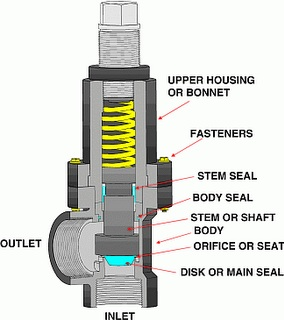 UPPER HOUSING
OR BONNET
FASTENERS
STEM SEAL
BODY SEAL
STEM OR SHAFT
BODY
OUTLET
ORIFICE OR SEAT
DISK OR MAIN SEAL
INLET